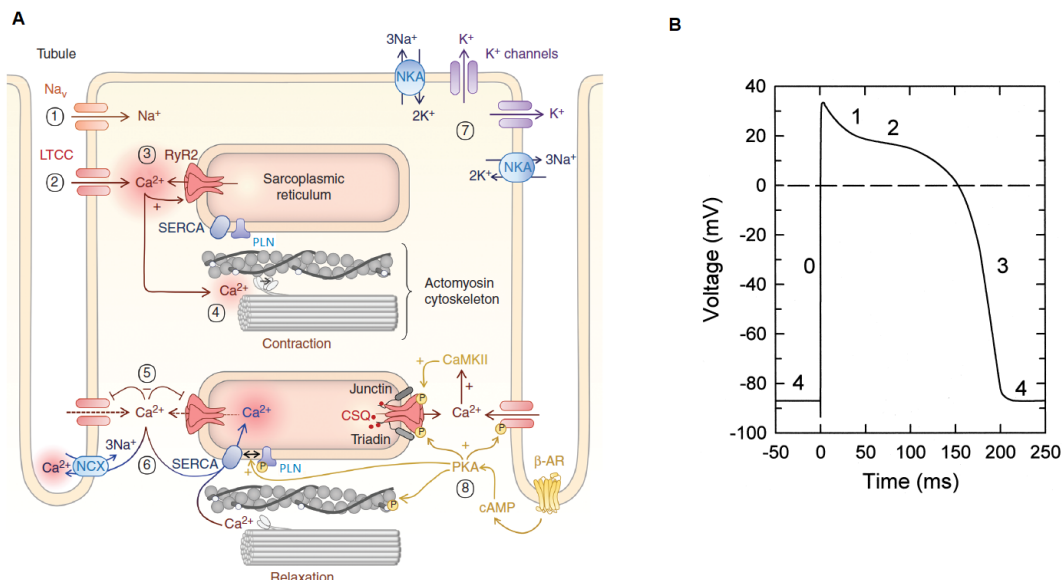 A
Tubule
3Na⁺
NKA
2K⁺
K⁺
K⁺ channels
Naᵥ
1
Na⁺
7
K⁺
LTCC
2
3
RyR2
Ca²⁺
+
Sarcoplasmic
reticulum
NKA
3Na⁺
2K⁺
SERCA
PLN
Ca²⁺
4
Actomyosin
cytoskeleton
Contraction
5
−
Ca²⁺
Ca²⁺
Junctin
CSQ
Triadin
+
CaMKII
+
P
Ca²⁺
P
P
3Na⁺
Ca²⁺
NCX
6
SERCA
+
P
PLN
+
PKA
8
β-AR
cAMP
P
Ca²⁺
Relaxation
B
Voltage (mV)
40
20
0
-20
-40
-60
-80
-100
1
2
0
3
4
4
-50
0
50
100
150
200
250
Time (ms)